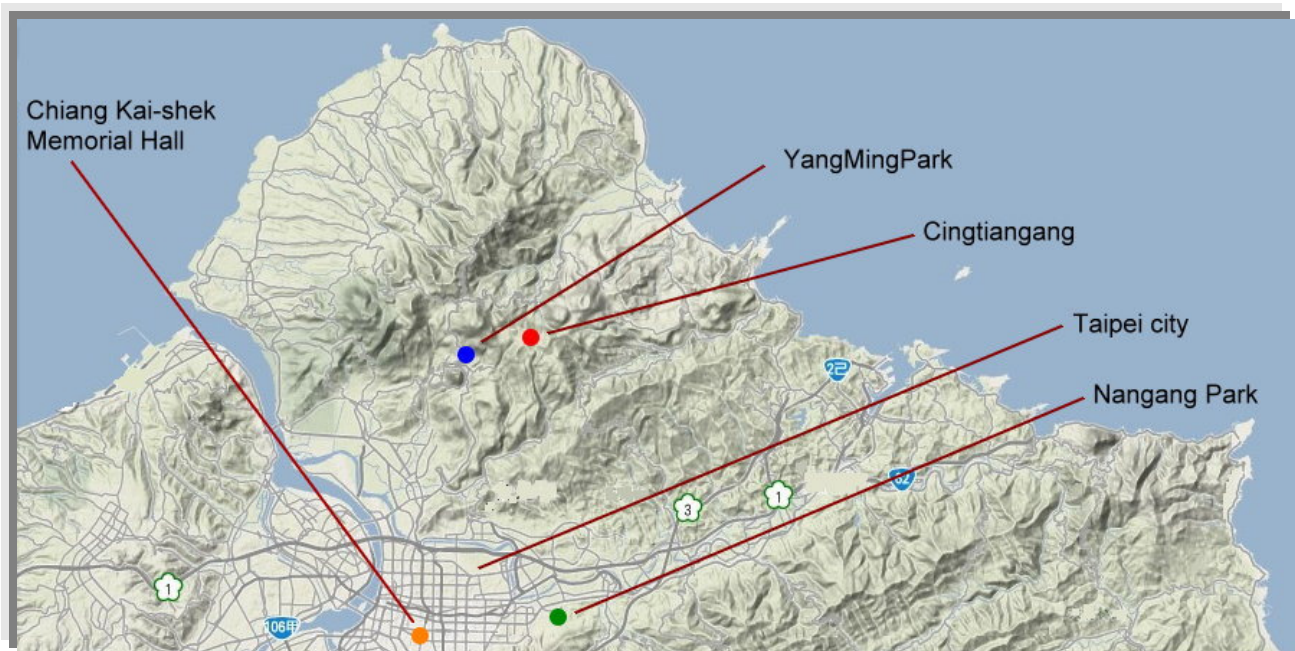 Chiang Kai-shek
Memorial Hall
YangMingPark
Cingtiangang
Taipei city
Nangang Park
2己
62
3
1
1
106甲